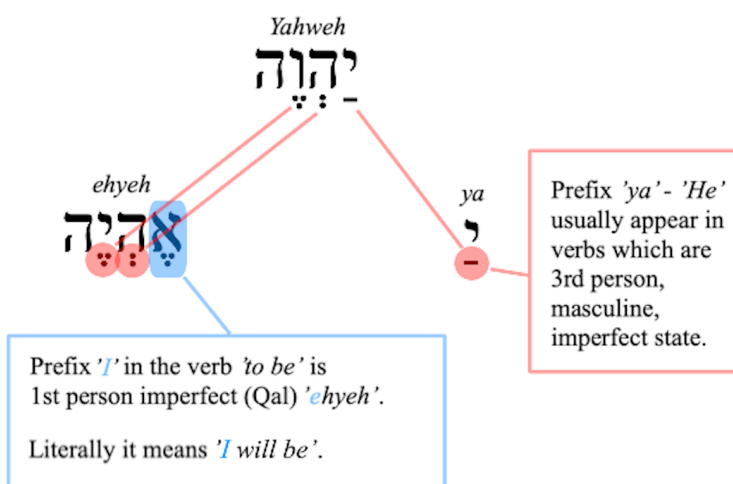 Yahweh
יַהְוֶה
ehyeh
אֶהְיֶה
ya
יַ
Prefix ’ya’ - ’He’
usually appear in
verbs which are
3rd person,
masculine,
imperfect state.
Prefix ’I’ in the verb ’to be’ is
1st person imperfect (Qal) ’ehyeh’.
Literally it means ’I will be’.